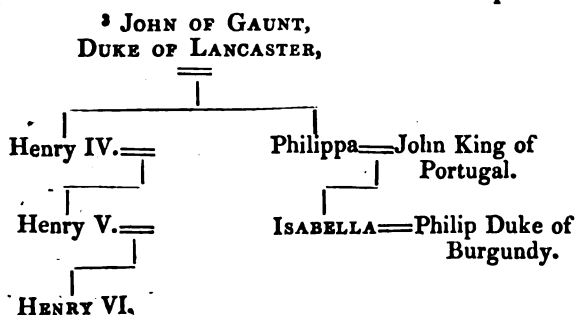 ³ JOHN OF GAUNT,
DUKE OF LANCASTER,
Henry IV. Philippa John King of
Portugal.
Henry V. ISABELLA Philip Duke of
Burgundy.
HENRY VI.